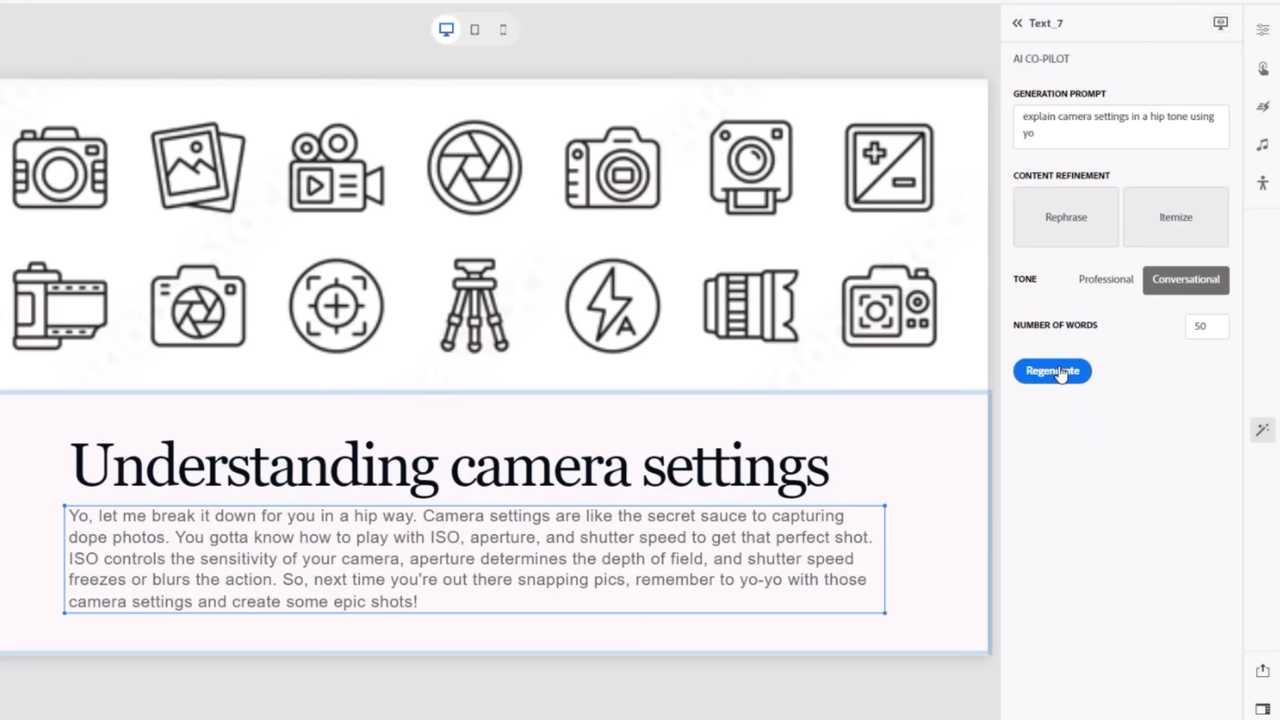 Text_7
AI CO-PILOT
GENERATION PROMPT
explain camera settings in a hip tone using
yo
CONTENT REFINEMENT
Rephrase
Itemize
TONE
Professional
Conversational
NUMBER OF WORDS
50
Regenerate
A
Understanding camera settings
Yo, let me break it down for you in a hip way. Camera settings are like the secret sauce to capturing
dope photos. You gotta know how to play with ISO, aperture, and shutter speed to get that perfect shot.
ISO controls the sensitivity of your camera, aperture determines the depth of field, and shutter speed
freezes or blurs the action. So, next time you're out there snapping pics, remember to yo-yo with those
camera settings and create some epic shots!